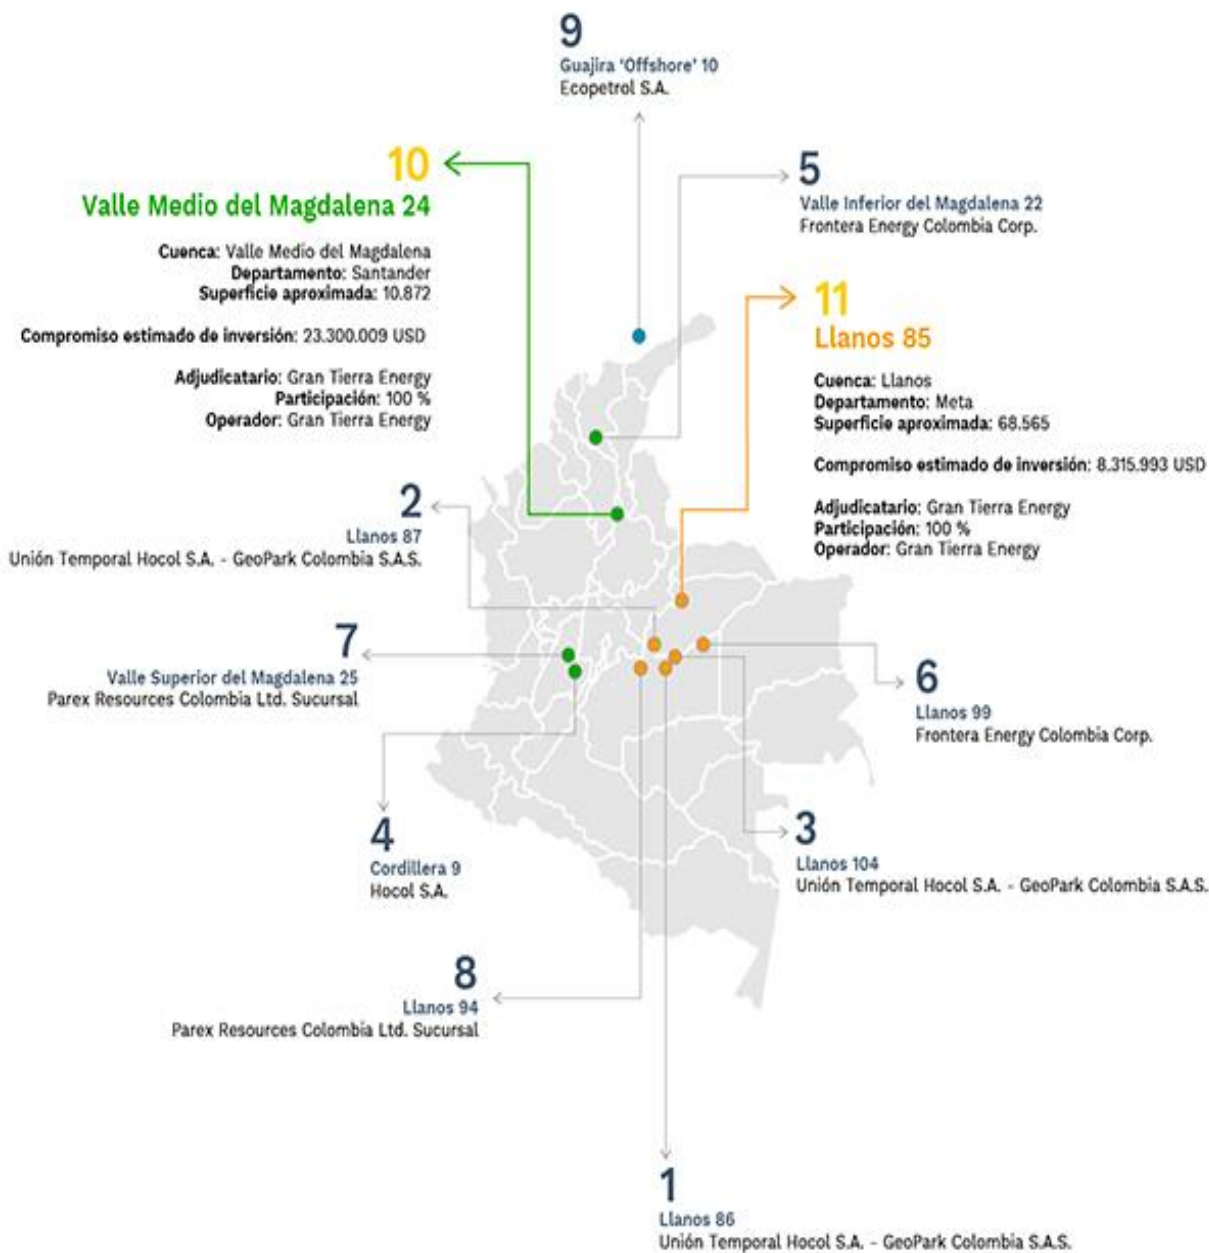 9
Guajira 'Offshore' 10
Ecopetrol S.A.
10
Valle Medio del Magdalena 24
Cuenca: Valle Medio del Magdalena
Departamento: Santander
Superficie aproximada: 10.872
Compromiso estimado de inversión: 23.300.009 USD
Adjudicatario: Gran Tierra Energy
Participación: 100 %
Operador: Gran Tierra Energy
5
Valle Inferior del Magdalena 22
Frontera Energy Colombia Corp.
11
Llanos 85
Cuenca: Llanos
Departamento: Meta
Superficie aproximada: 68.565
Compromiso estimado de inversión: 8.315.993 USD
Adjudicatario: Gran Tierra Energy
Participación: 100 %
Operador: Gran Tierra Energy
2
Llanos 87
Unión Temporal Hocol S.A. - GeoPark Colombia S.A.S.
7
Valle Superior del Magdalena 25
Parex Resources Colombia Ltd. Sucursal
6
Llanos 99
Frontera Energy Colombia Corp.
4
Cordillera 9
Hocol S.A.
3
Llanos 104
Unión Temporal Hocol S.A. - GeoPark Colombia S.A.S.
8
Llanos 94
Parex Resources Colombia Ltd. Sucursal
1
Llanos 86
Unión Temporal Hocol S.A. - GeoPark Colombia S.A.S.